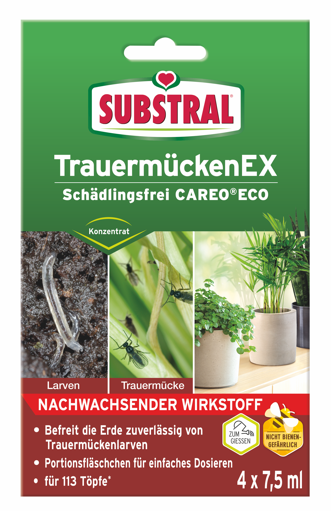 SUBSTRAL
TrauermückenEX
Schädlingsfrei CAREO®ECO
Konzentrat
Larven
Trauermücke
NACHWACHSENDER WIRKSTOFF
• Befreit die Erde zuverlässig von
Trauermückenlarven
• Portionsfläschchen für einfaches Dosieren
• für 113 Töpfe*
ZUM
GIESSEN
NICHT BIENEN-
GEFÄHRLICH
4 x 7,5 ml